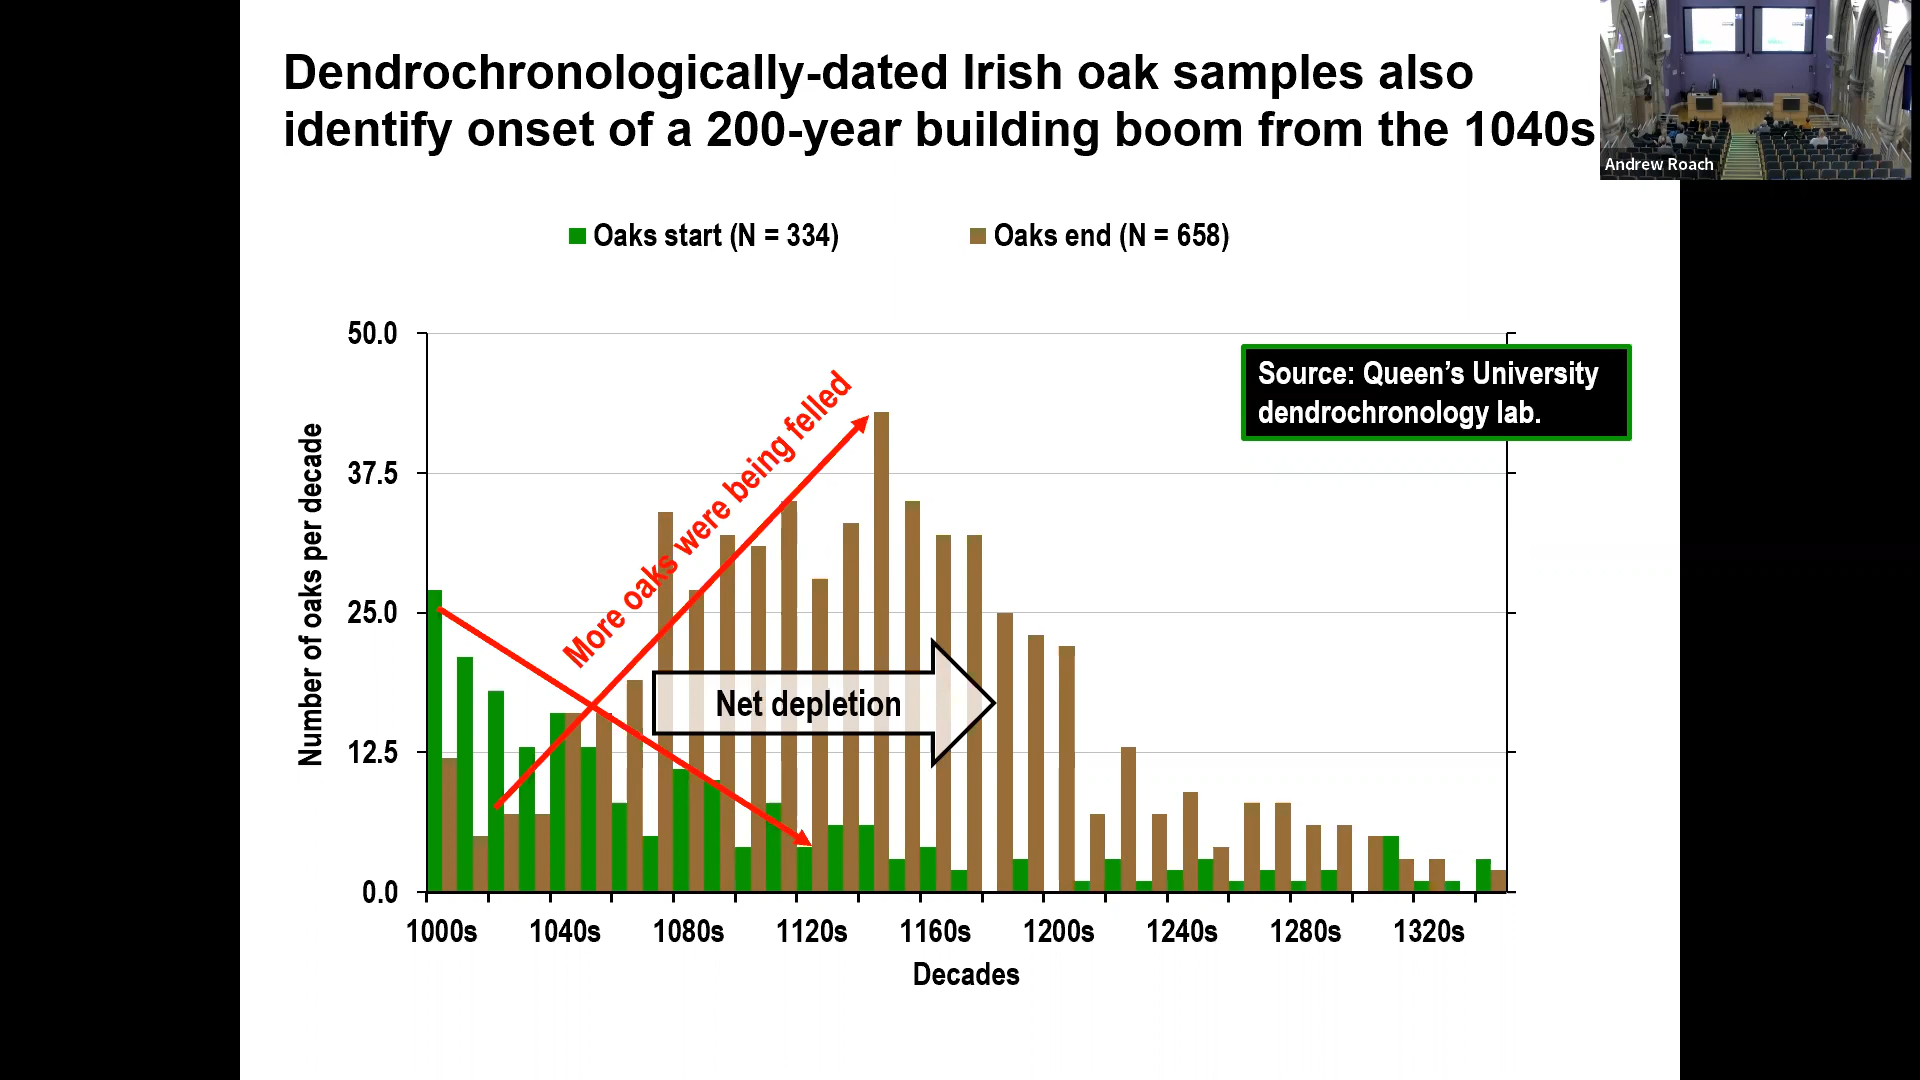 Dendrochronologically-dated Irish oak samples also
identify onset of a 200-year building boom from the 1040s
Andrew Roach
Oaks start (N = 334)
Oaks end (N = 658)
50.0
37.5
25.0
12.5
0.0
Number of oaks per decade
More oaks were being felled
Net depletion
Source: Queen’s University
dendrochronology lab.
1000s 1040s 1080s 1120s 1160s 1200s 1240s 1280s 1320s
Decades